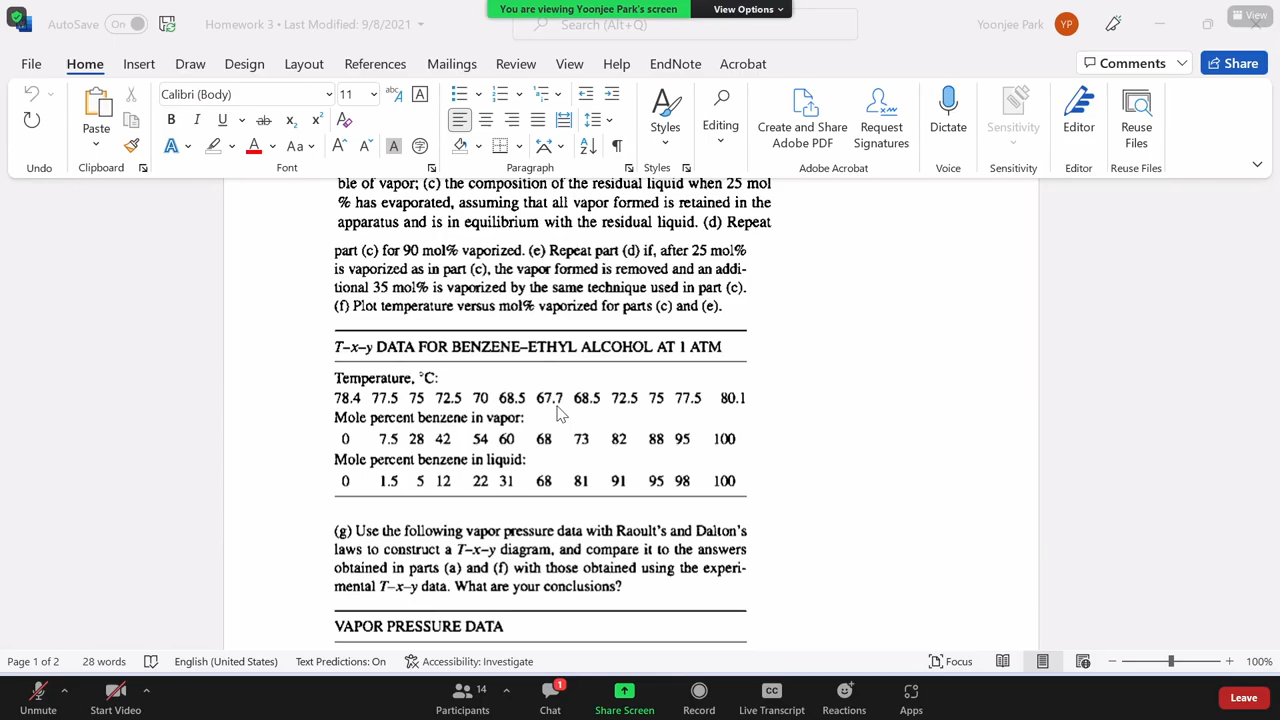 You are viewing Yoonjee Park's screen
View Options
View
AutoSave On
Homework 3 • Last Modified: 9/8/2021
Search (Alt+Q)
Yoonjee Park
YP
File Home Insert Draw Design Layout References Mailings Review View Help EndNote Acrobat
Comments
Share
Calibri (Body) 11
Paste
Styles
Editing
Create and Share Adobe PDF
Request Signatures
Dictate
Sensitivity
Editor
Reuse Files
Undo Clipboard Font Paragraph Styles Adobe Acrobat Voice Sensitivity Editor Reuse Files
ble of vapor; (c) the composition of the residual liquid when 25 mol
% has evaporated, assuming that all vapor formed is retained in the
apparatus and is in equilibrium with the residual liquid. (d) Repeat
part (c) for 90 mol% vaporized. (e) Repeat part (d) if, after 25 mol%
is vaporized as in part (c), the vapor formed is removed and an addi-
tional 35 mol% is vaporized by the same technique used in part (c).
(f) Plot temperature versus mol% vaporized for parts (c) and (e).
T–x–y DATA FOR BENZENE–ETHYL ALCOHOL AT 1 ATM
Temperature, °C:
78.4 77.5 75 72.5 70 68.5 67.7 68.5 72.5 75 77.5 80.1
Mole percent benzene in vapor:
0 7.5 28 42 54 60 68 73 82 88 95 100
Mole percent benzene in liquid:
0 1.5 5 12 22 31 68 81 91 95 98 100
(g) Use the following vapor pressure data with Raoult's and Dalton's
laws to construct a T–x–y diagram, and compare it to the answers
obtained in parts (a) and (f) with those obtained using the experi-
mental T–x–y data. What are your conclusions?
VAPOR PRESSURE DATA
Page 1 of 2 28 words English (United States) Text Predictions: On Accessibility: Investigate Focus 100%
Unmute
Start Video
14
Participants
1
Chat
Share Screen
Record
CC
Live Transcript
Reactions
Apps
Leave